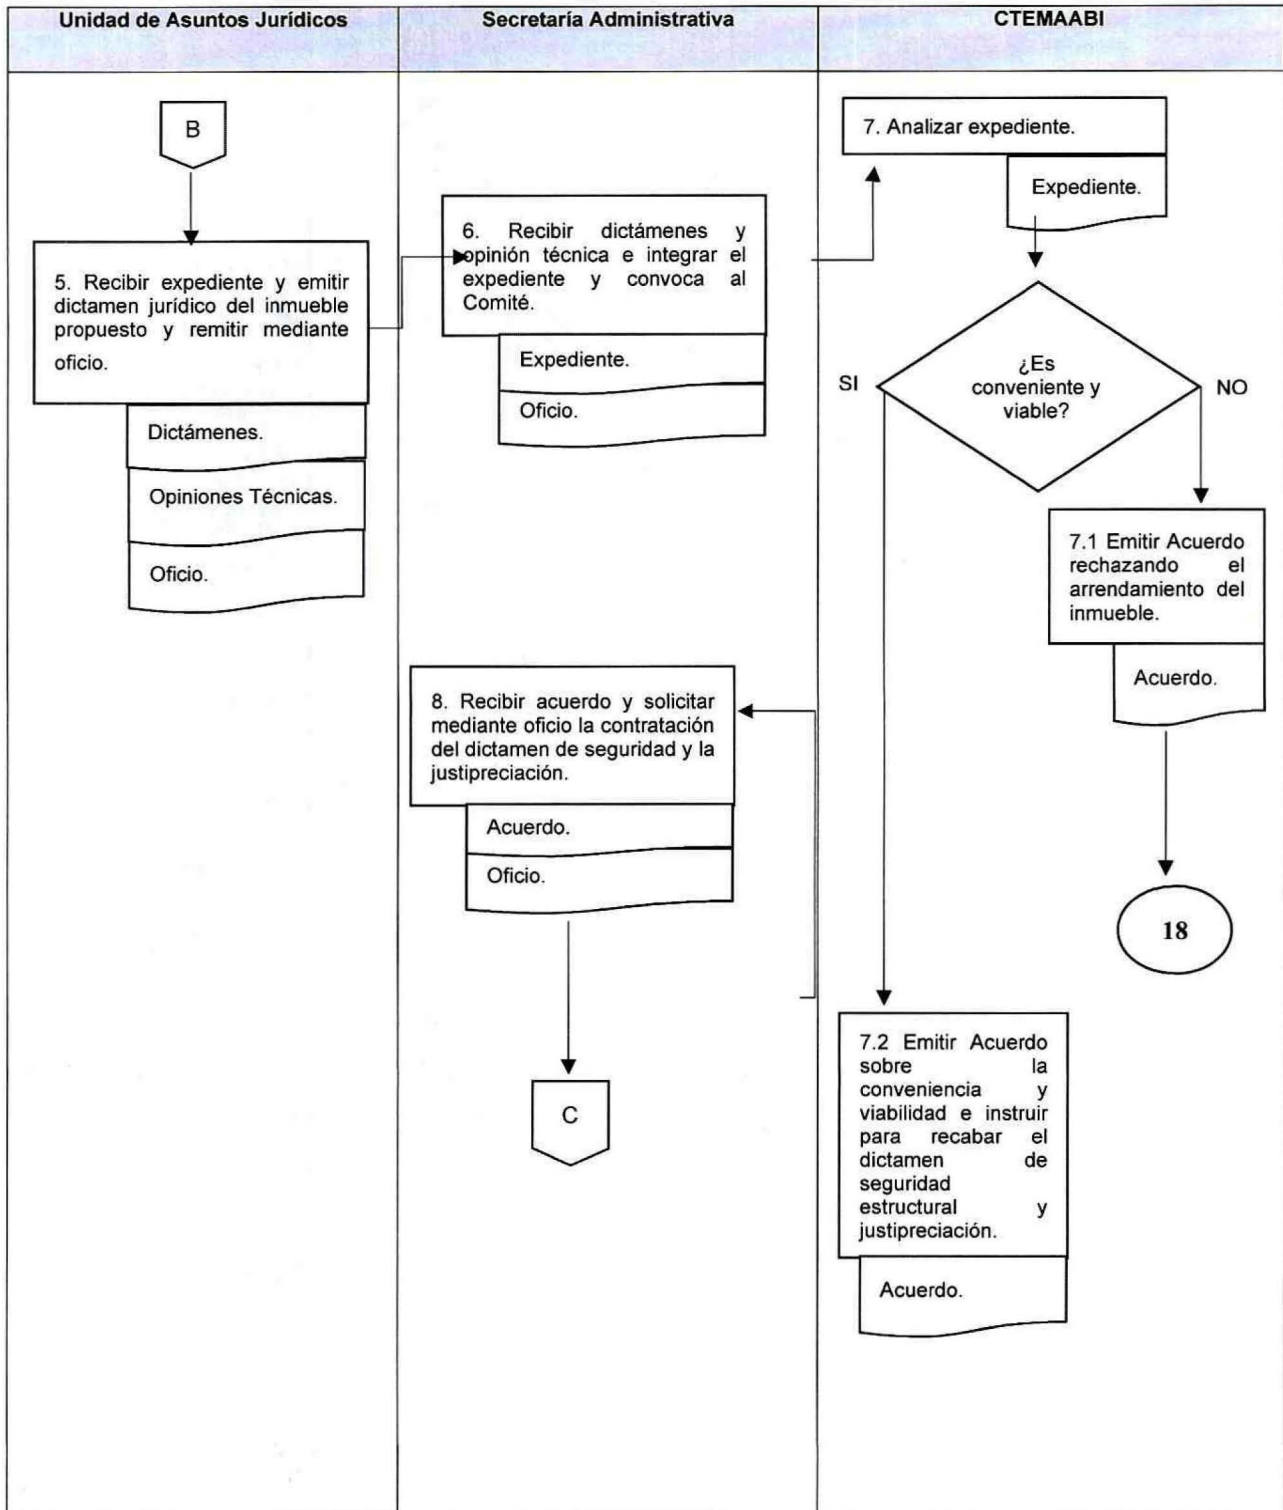 Unidad de Asuntos Jurídicos
Secretaría Administrativa
CTEMAABI
B
5. Recibir expediente y emitir
dictamen jurídico del inmueble
propuesto y remitir mediante
oficio.
Dictámenes.
Opiniones Técnicas.
Oficio.
6. Recibir dictámenes y
opinión técnica e integrar el
expediente y convoca al
Comité.
Expediente.
Oficio.
7. Analizar expediente.
Expediente.
¿Es
conveniente y
viable?
SI
NO
7.1 Emitir Acuerdo
rechazando el
arrendamiento del
inmueble.
Acuerdo.
18
7.2 Emitir Acuerdo
sobre la
conveniencia y
viabilidad e instruir
para recabar el
dictamen de
seguridad
estructural y
justipreciación.
Acuerdo.
8. Recibir acuerdo y solicitar
mediante oficio la contratación
del dictamen de seguridad y la
justipreciación.
Acuerdo.
Oficio.
C